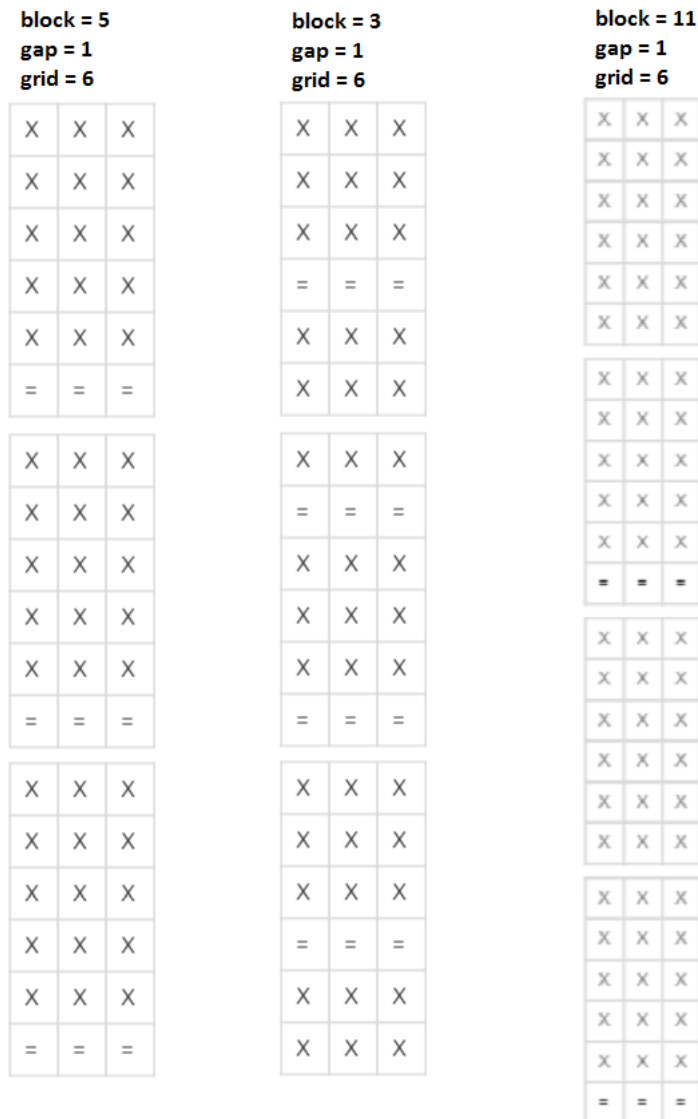 block = 5
gap = 1
grid = 6
X X X
X X X
X X X
X X X
X X X
= = =
X X X
X X X
X X X
X X X
X X X
= = =
X X X
X X X
X X X
X X X
X X X
= = =
block = 3
gap = 1
grid = 6
X X X
X X X
X X X
= = =
X X X
X X X
X X X
= = =
X X X
X X X
X X X
= = =
X X X
X X X
X X X
= = =
X X X
X X X
block = 11
gap = 1
grid = 6
X X X
X X X
X X X
X X X
X X X
X X X
X X X
X X X
X X X
X X X
X X X
= = =
X X X
X X X
X X X
X X X
X X X
X X X
X X X
X X X
X X X
X X X
X X X
= = =